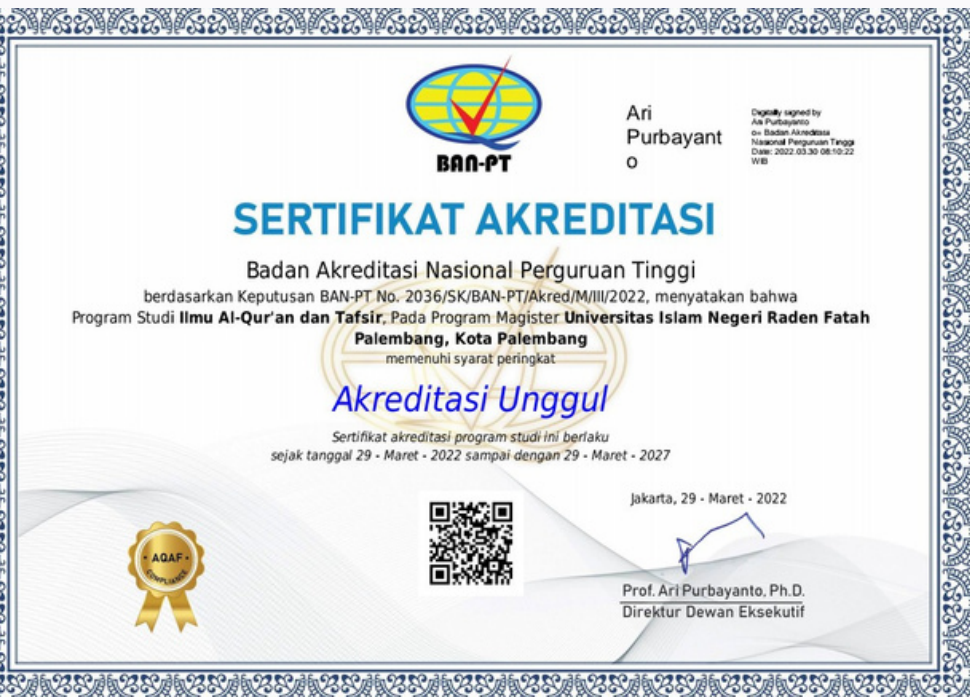 BAN-PT
Ari
Purbayant
o
Digitally signed by
Ari Purbayanto
o= Badan Akreditasi
Nasional Perguruan Tinggi
Date: 2022.03.30 08:10:22
WIB
SERTIFIKAT AKREDITASI
Badan Akreditasi Nasional Perguruan Tinggi
berdasarkan Keputusan BAN-PT No. 2036/SK/BAN-PT/Akred/M/III/2022, menyatakan bahwa
Program Studi Ilmu Al-Qur'an dan Tafsir, Pada Program Magister Universitas Islam Negeri Raden Fatah
Palembang, Kota Palembang
memenuhi syarat peringkat
Akreditasi Unggul
Sertifikat akreditasi program studi ini berlaku
sejak tanggal 29 - Maret - 2022 sampai dengan 29 - Maret - 2027
Jakarta, 29 - Maret - 2022
AQAF
COMPLIANCE
Prof. Ari Purbayanto, Ph.D.
Direktur Dewan Eksekutif